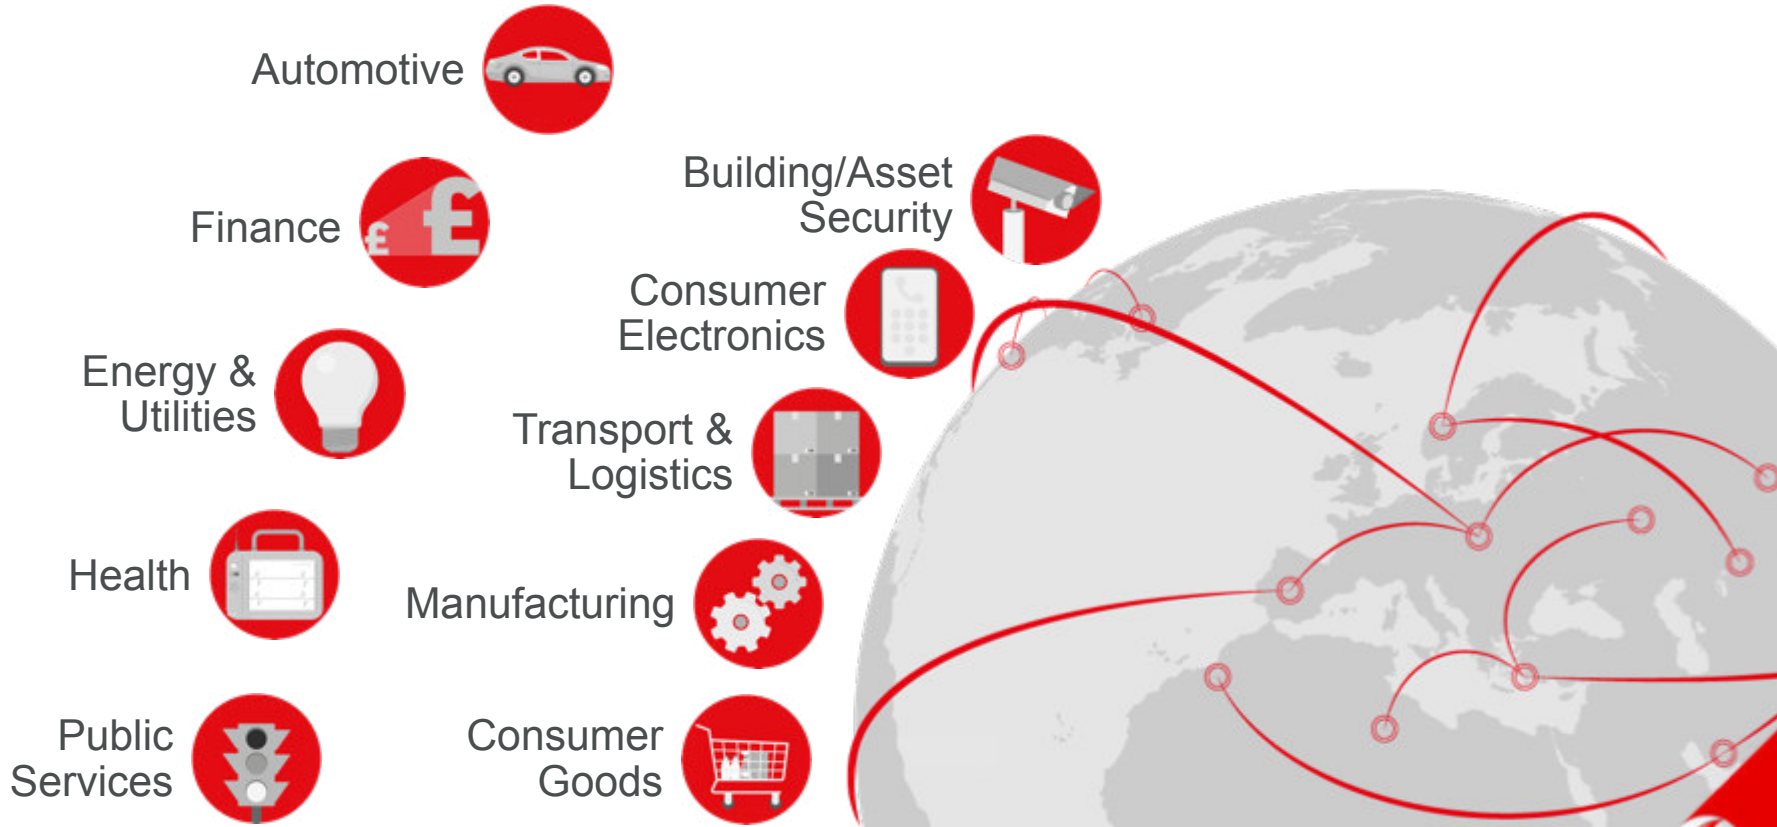 Automotive
Finance
Energy &
Utilities
Health
Public
Services
Building/Asset
Security
Consumer
Electronics
Transport &
Logistics
Manufacturing
Consumer
Goods
£
£